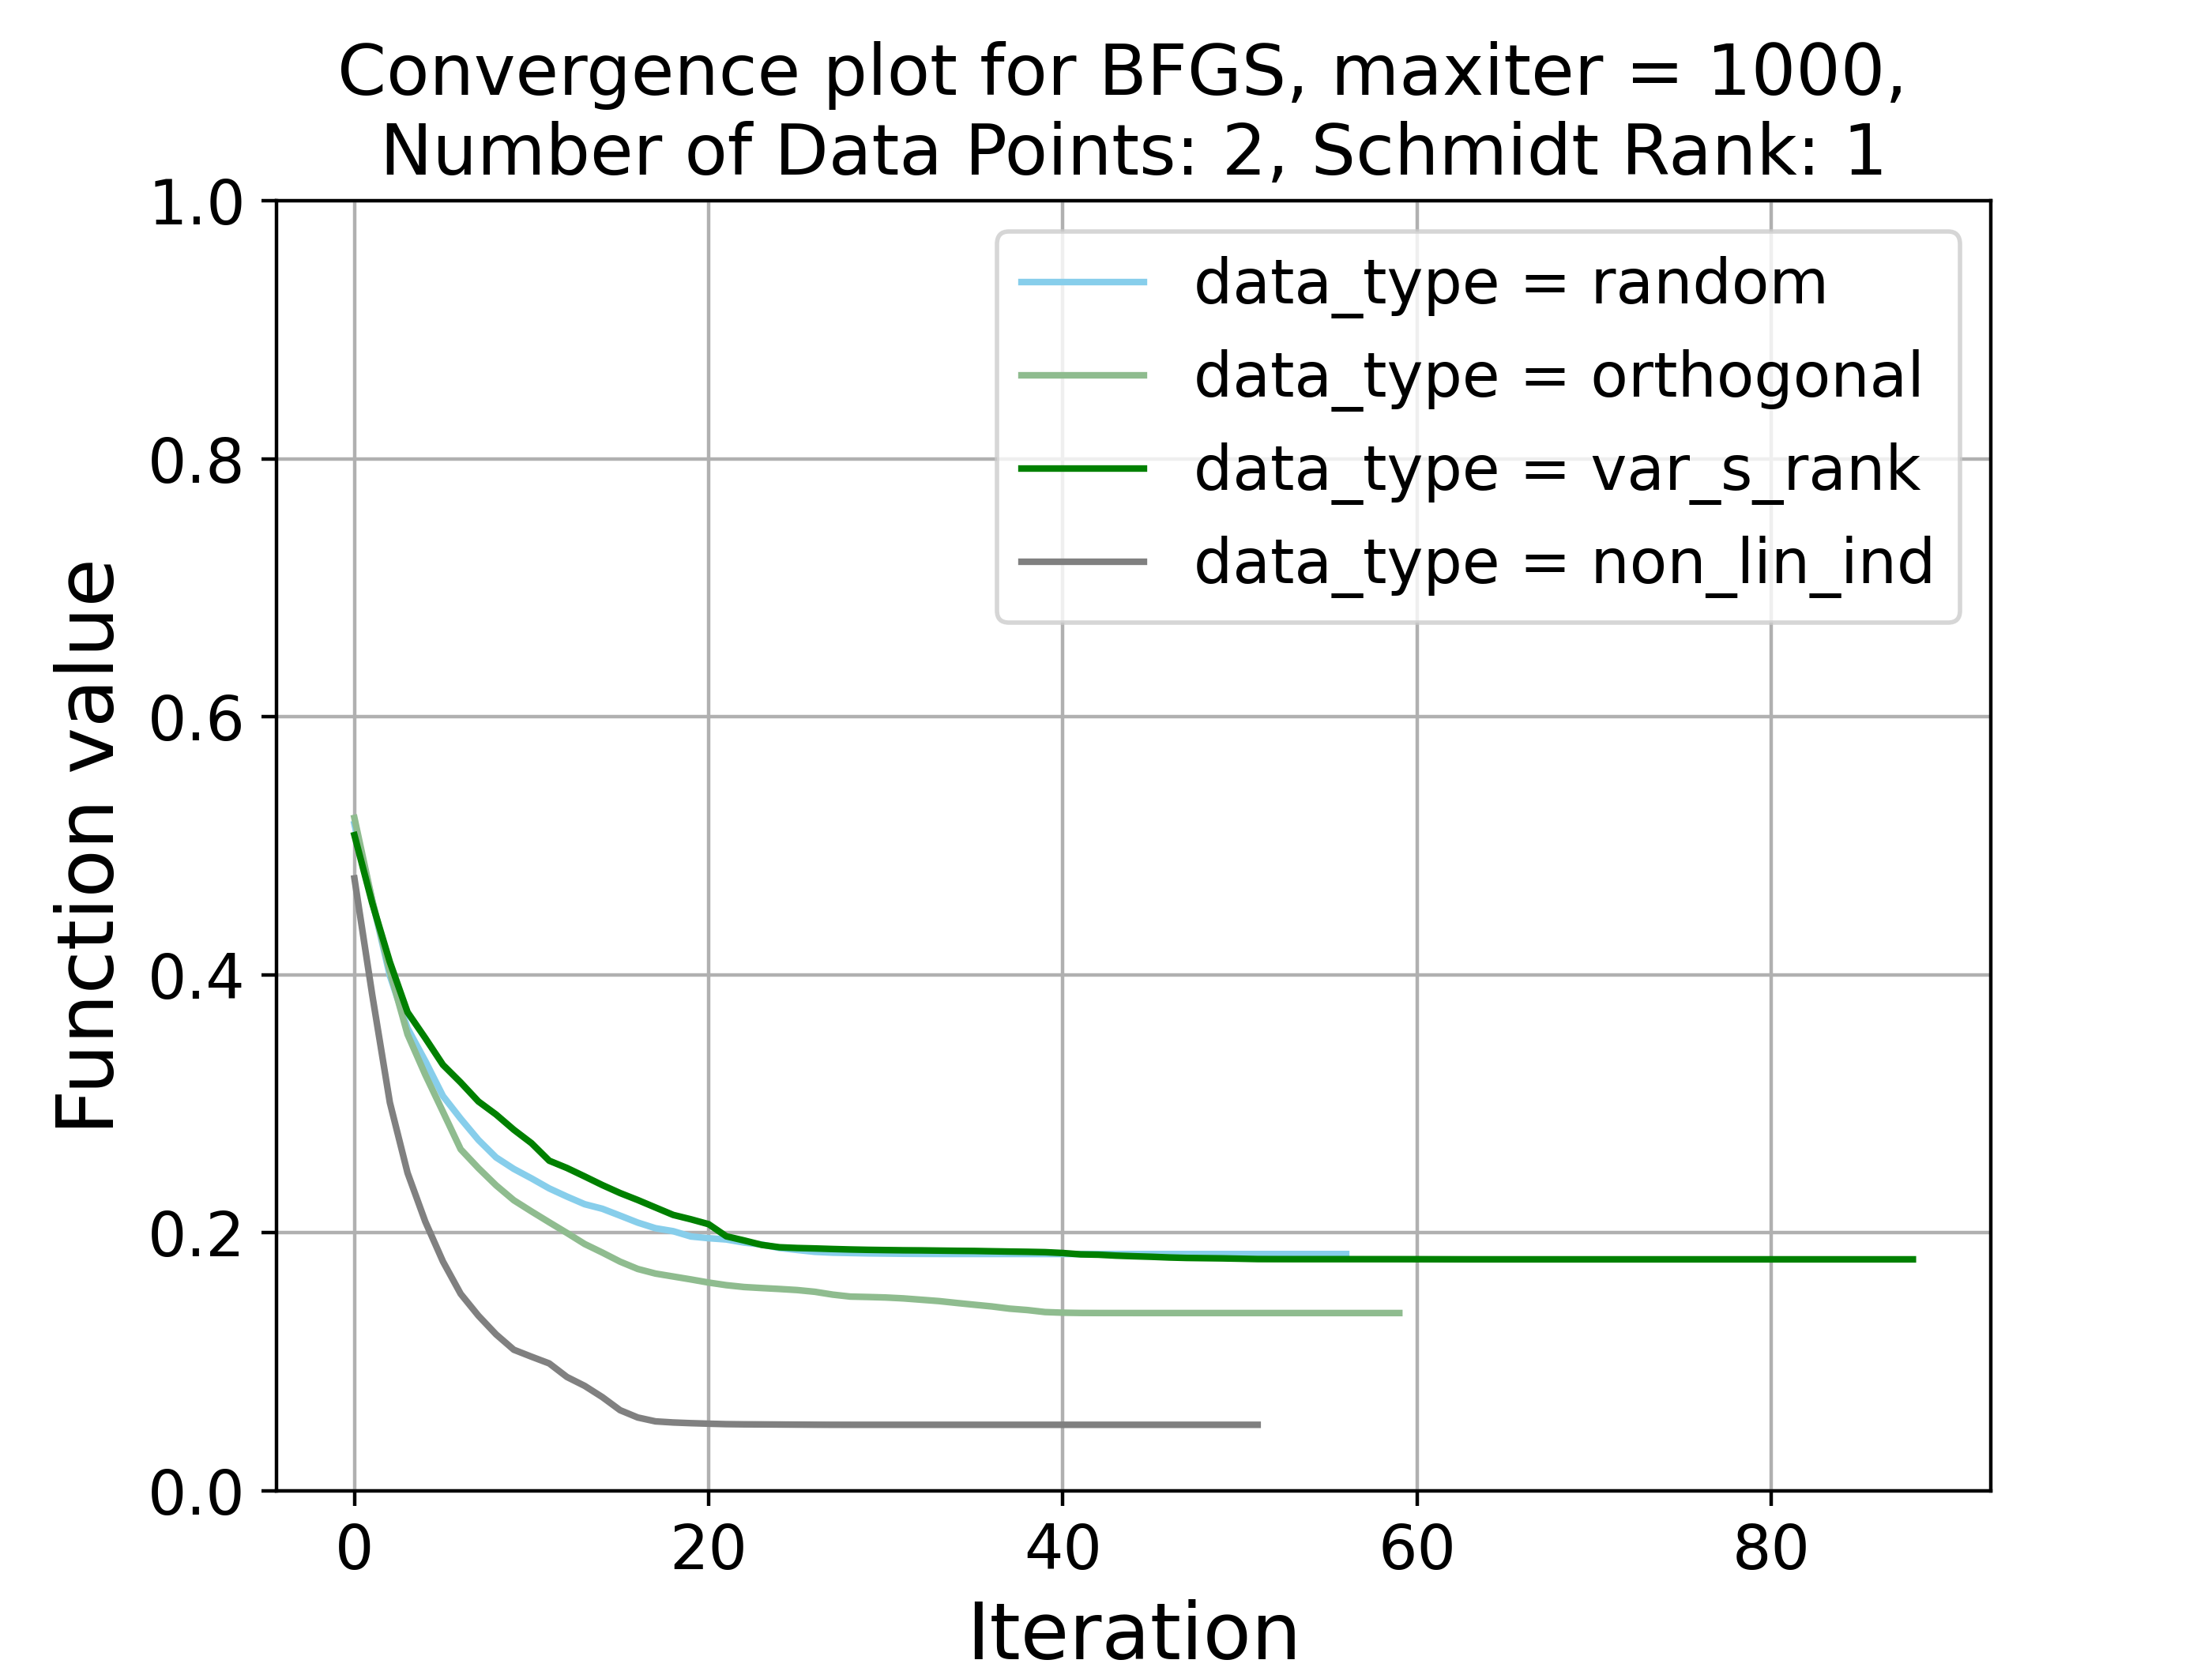 Convergence plot for BFGS, maxiter = 1000,
Number of Data Points: 2, Schmidt Rank: 1
1.0
0.8
0.6
0.4
0.2
0.0
Function value
data_type = random
data_type = orthogonal
data_type = var_s_rank
data_type = non_lin_ind
0 20 40 60 80
Iteration